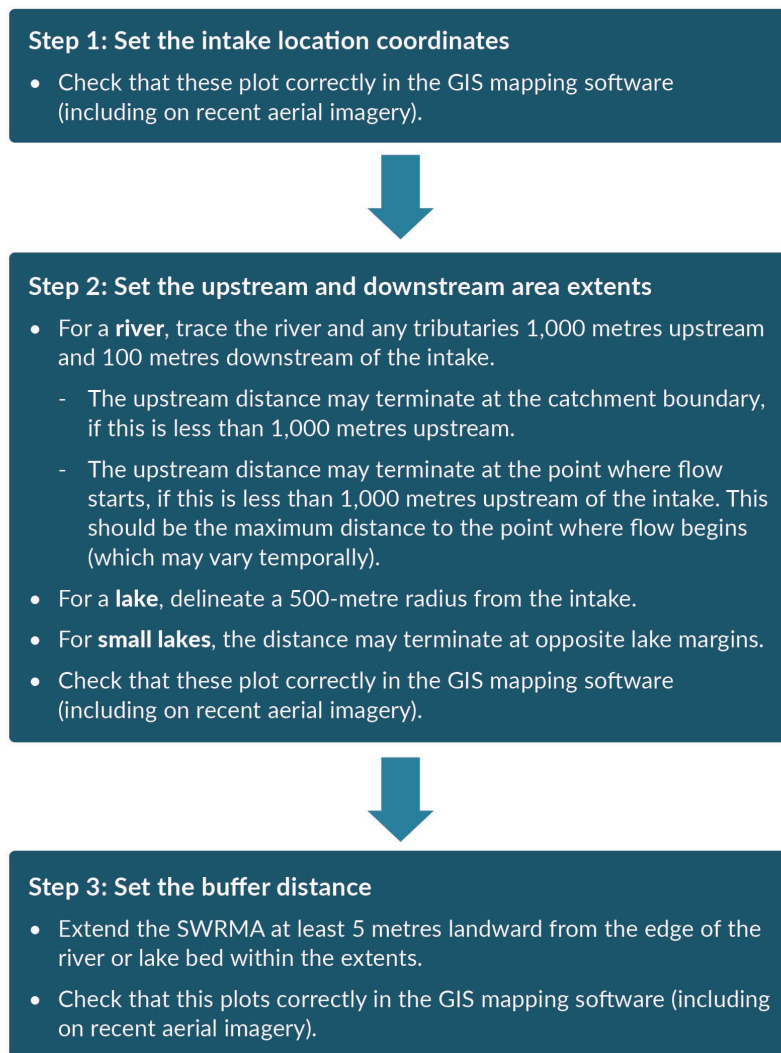 Step 1: Set the intake location coordinates
• Check that these plot correctly in the GIS mapping software
(including on recent aerial imagery).
Step 2: Set the upstream and downstream area extents
• For a river, trace the river and any tributaries 1,000 metres upstream
and 100 metres downstream of the intake.
- The upstream distance may terminate at the catchment boundary,
if this is less than 1,000 metres upstream.
- The upstream distance may terminate at the point where flow
starts, if this is less than 1,000 metres upstream of the intake. This
should be the maximum distance to the point where flow begins
(which may vary temporally).
• For a lake, delineate a 500-metre radius from the intake.
• For small lakes, the distance may terminate at opposite lake margins.
• Check that these plot correctly in the GIS mapping software
(including on recent aerial imagery).
Step 3: Set the buffer distance
• Extend the SWRMA at least 5 metres landward from the edge of the
river or lake bed within the extents.
• Check that this plots correctly in the GIS mapping software (including
on recent aerial imagery).